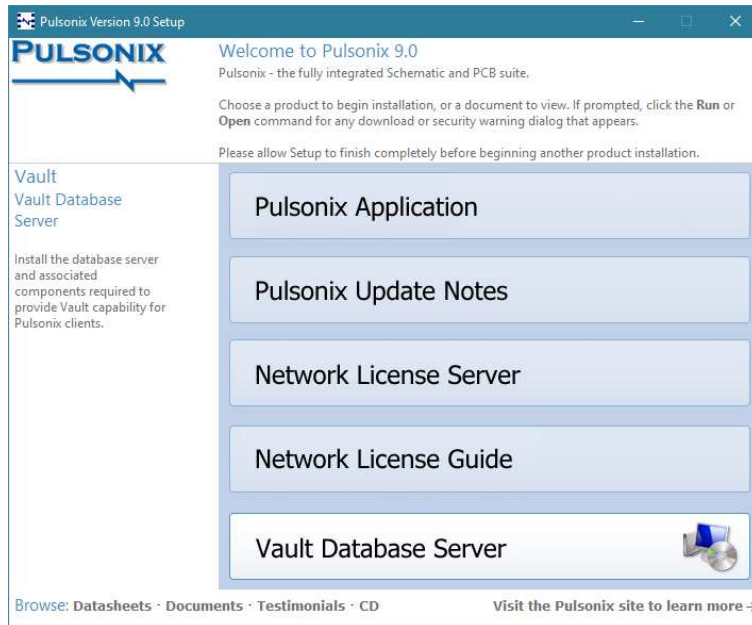 Pulsonix Version 9.0 Setup
PULSONIX
Welcome to Pulsonix 9.0
Pulsonix - the fully integrated Schematic and PCB suite.
Choose a product to begin installation, or a document to view. If prompted, click the Run or
Open command for any download or security warning dialog that appears.
Please allow Setup to finish completely before beginning another product installation.
Vault
Vault Database
Server
Install the database server
and associated
components required to
provide Vault capability for
Pulsonix clients.
Pulsonix Application
Pulsonix Update Notes
Network License Server
Network License Guide
Vault Database Server
Browse: Datasheets · Documents · Testimonials · CD
Visit the Pulsonix site to learn more